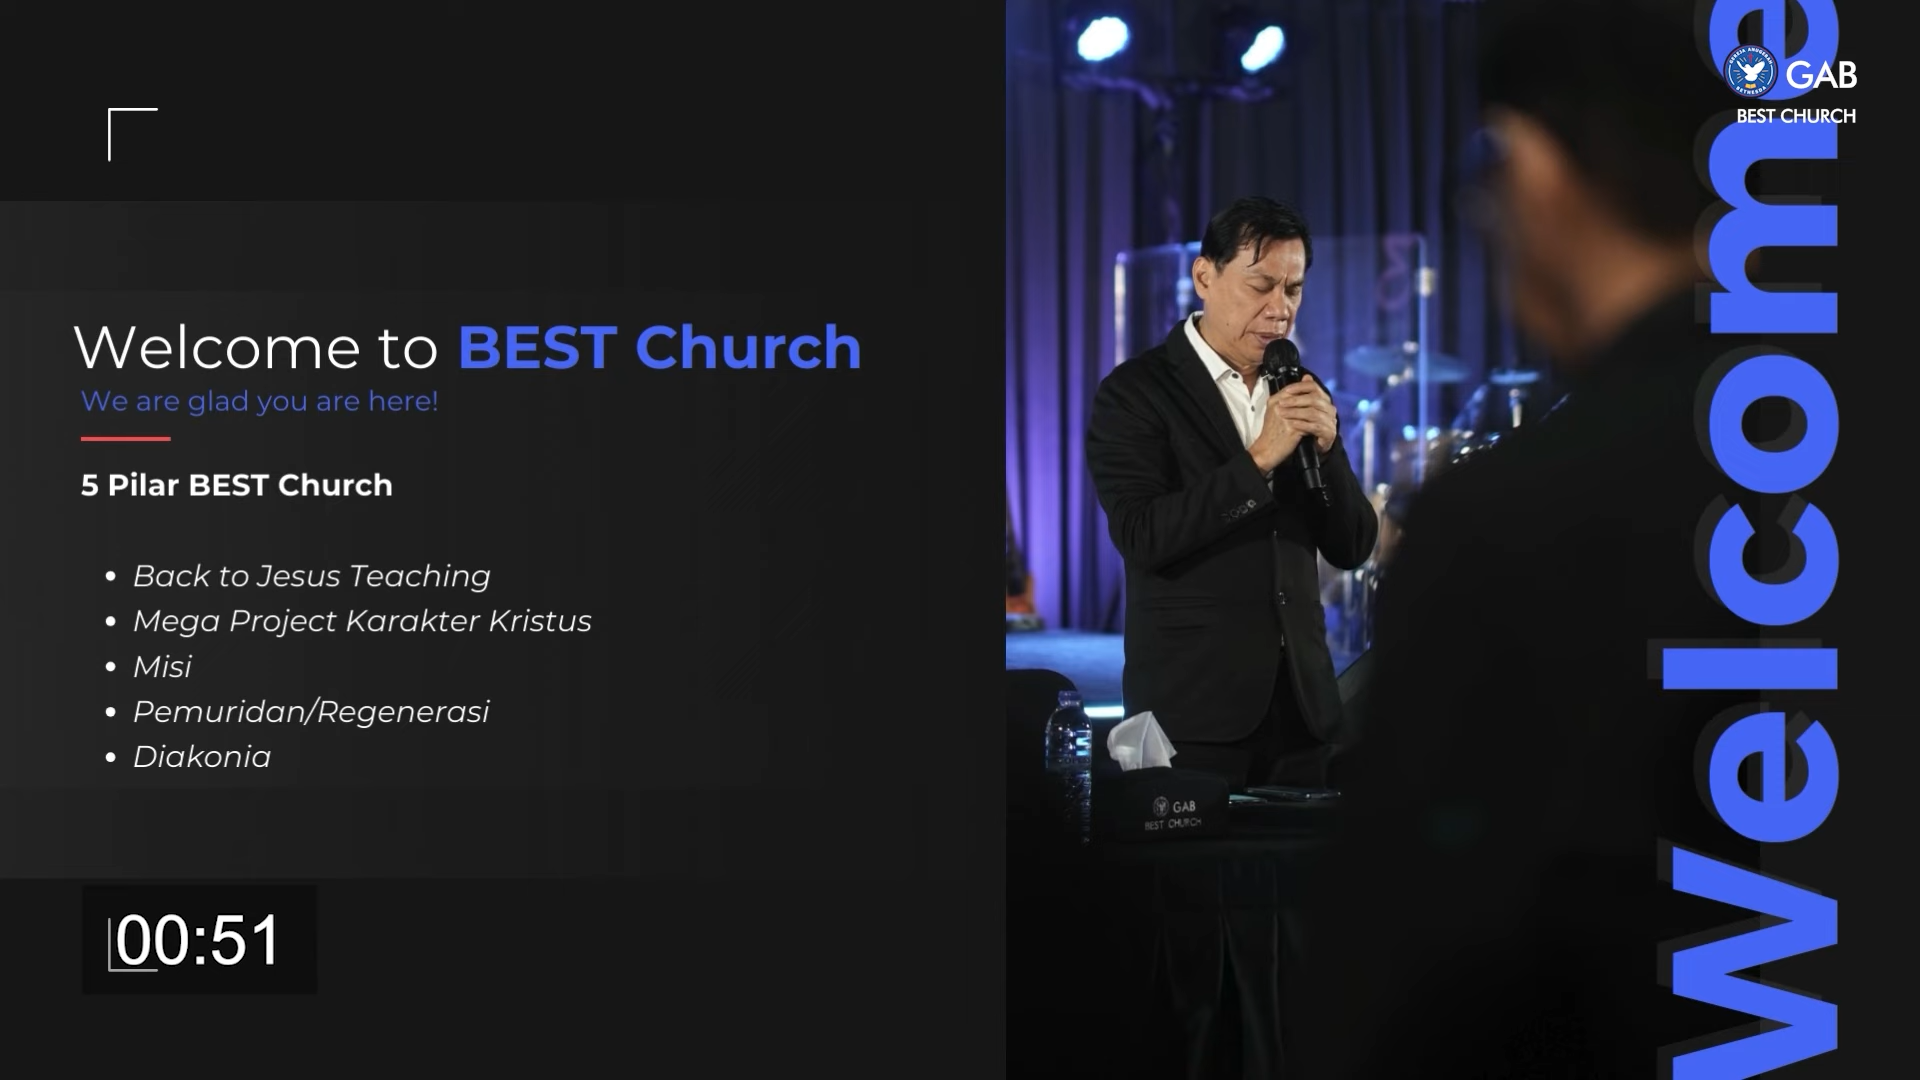 Welcome to BEST Church
We are glad you are here!
5 Pilar BEST Church
• Back to Jesus Teaching
• Mega Project Karakter Kristus
• Misi
• Pemuridan/Regenerasi
• Diakonia
00:51
GAB
BEST CHURCH
GAB
BEST CHURCH
welcome